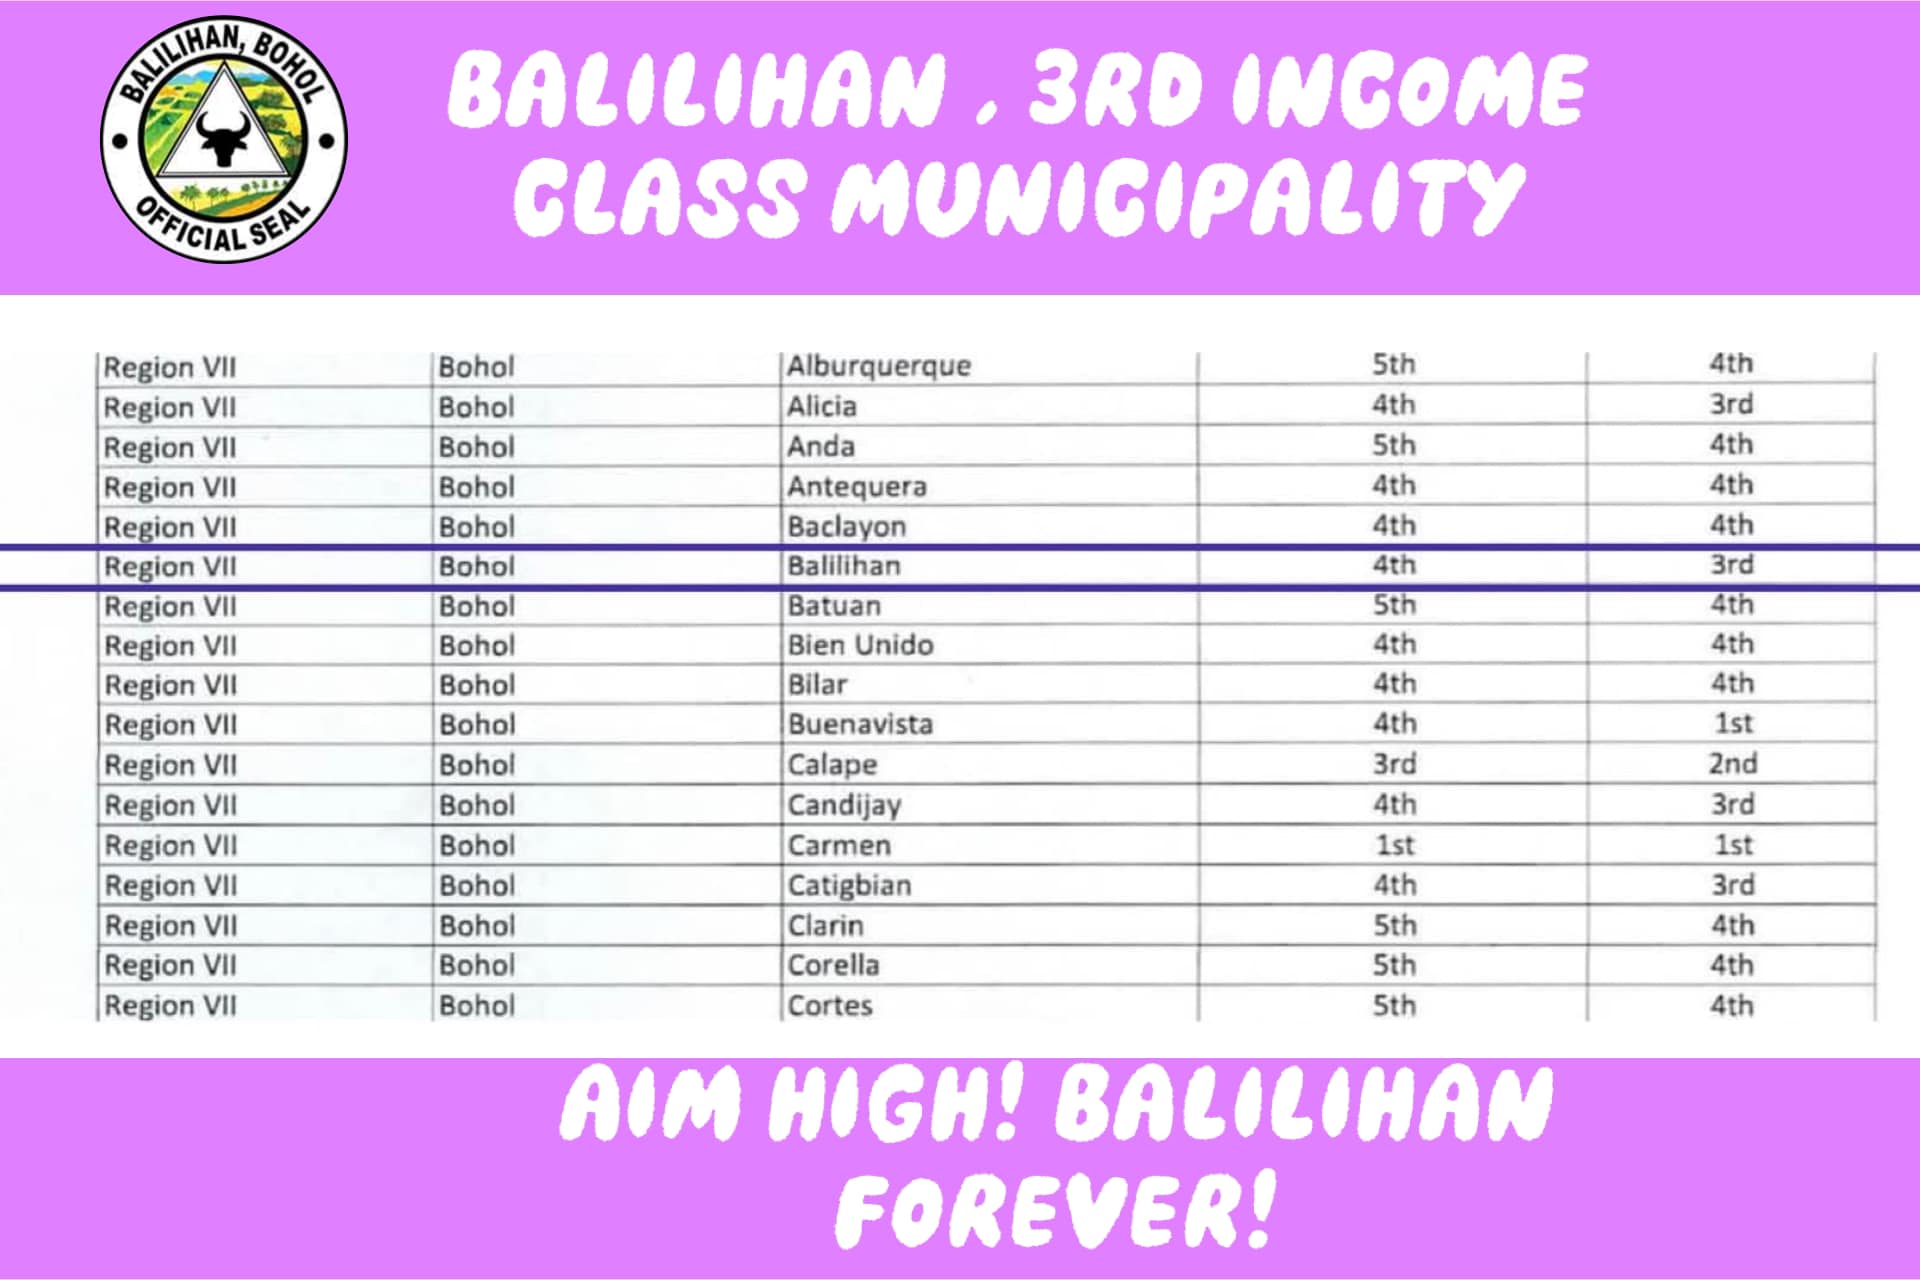 BALILIHAN, BOHOL
OFFICIAL SEAL
BALILIHAN . 3RD INCOME
CLASS MUNICIPALITY
Region VII Bohol Alburquerque 5th 4th
Region VII Bohol Alicia 4th 3rd
Region VII Bohol Anda 5th 4th
Region VII Bohol Antequera 4th 4th
Region VII Bohol Baclayon 4th 4th
Region VII Bohol Balilihan 4th 3rd
Region VII Bohol Batuan 5th 4th
Region VII Bohol Bien Unido 4th 4th
Region VII Bohol Bilar 4th 4th
Region VII Bohol Buenavista 4th 1st
Region VII Bohol Calape 3rd 2nd
Region VII Bohol Candijay 4th 3rd
Region VII Bohol Carmen 1st 1st
Region VII Bohol Catigbian 4th 3rd
Region VII Bohol Clarin 5th 4th
Region VII Bohol Corella 5th 4th
Region VII Bohol Cortes 5th 4th
AIM HIGH! BALILIHAN
FOREVER!